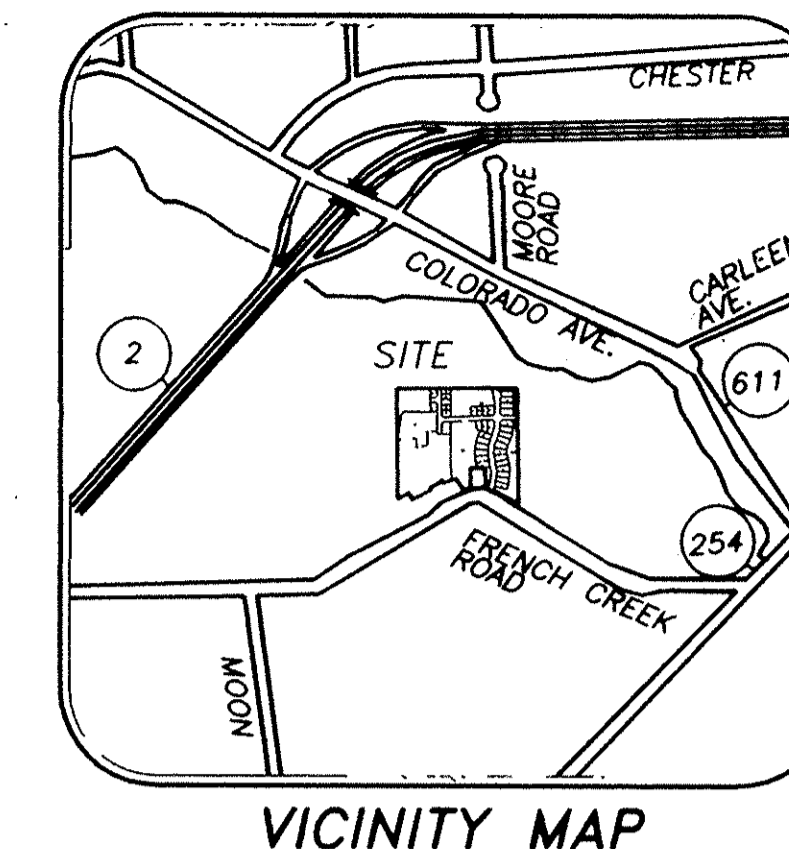 CHESTER
MOORE
ROAD
COLORADO AVE.
CARLEEN
AVE.
2
SITE
611
254
FRENCH CREEK
ROAD
MOON
VICINITY MAP